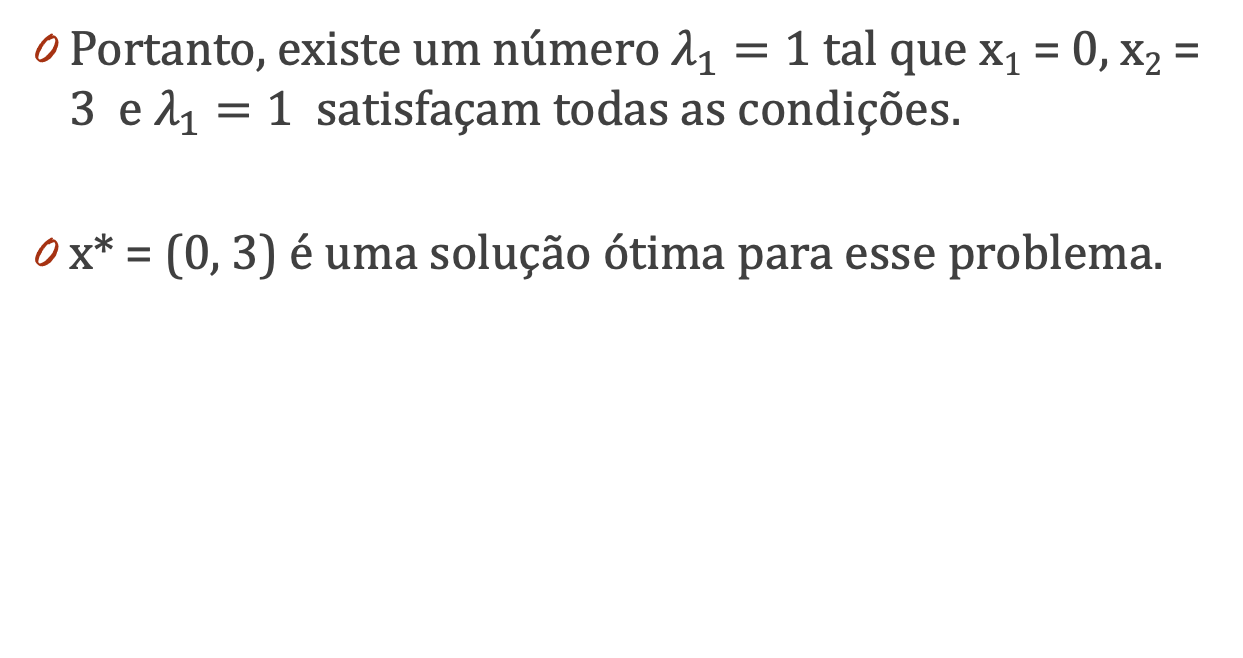 Portanto, existe um número 𝜆₁ = 1 tal que x₁ = 0, x₂ =
3 e 𝜆₁ = 1 satisfaçam todas as condições.
x* = (0, 3) é uma solução ótima para esse problema.